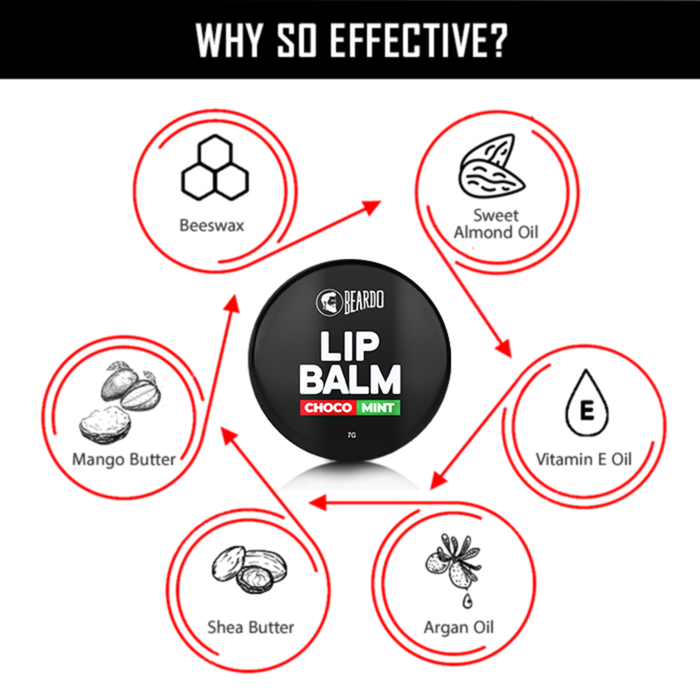 WHY SO EFFECTIVE?
Beeswax
Sweet
Almond Oil
BEARDO
LIP
BALM
CHOCO MINT
7G
Mango Butter
E
Vitamin E Oil
Shea Butter
Argan Oil